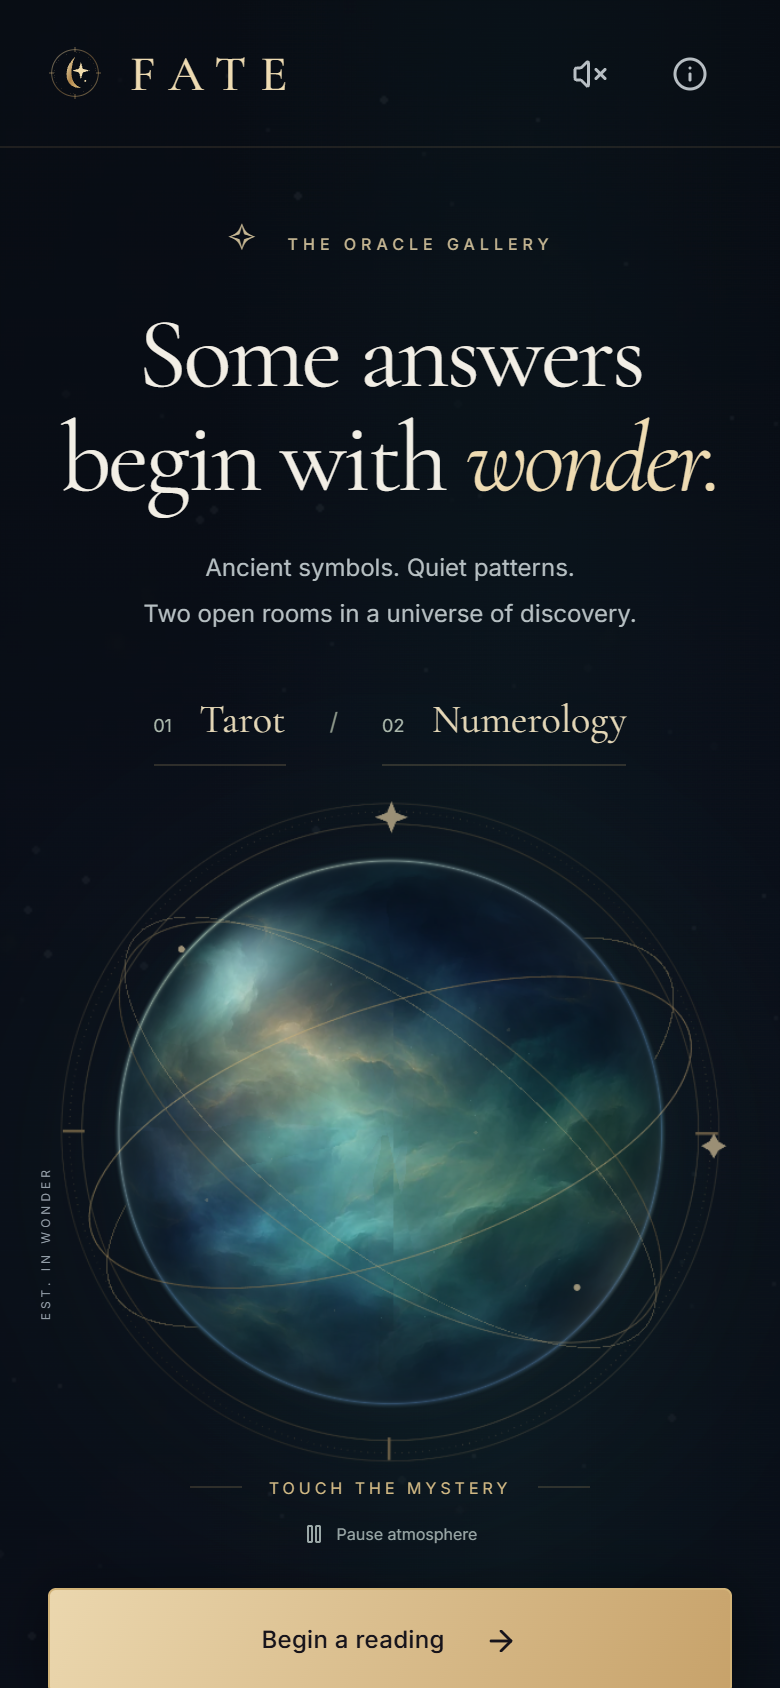 FATE
THE ORACLE GALLERY
Some answers
begin with wonder.
Ancient symbols. Quiet patterns.
Two open rooms in a universe of discovery.
01 Tarot / 02 Numerology
EST. IN WONDER
TOUCH THE MYSTERY
Pause atmosphere
Begin a reading